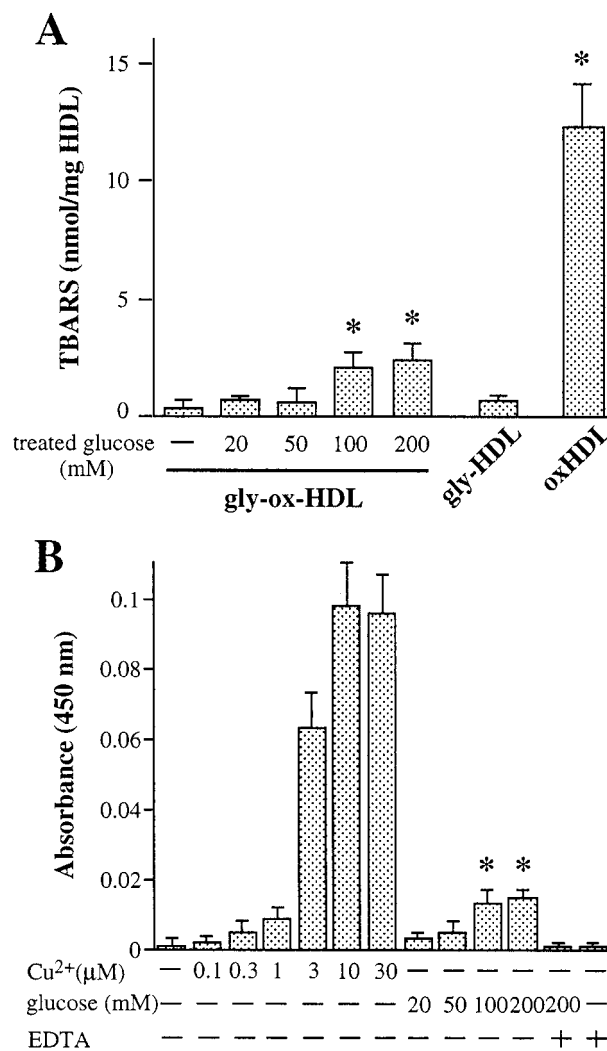 A
TBARS (nmol/mg HDL)
15
10
5
0
* * *
treated glucose (mM)
— 20 50 100 200
gly-ox-HDL
gly-HDL
oxHDL
B
Absorbance (450 nm)
0.1
0.08
0.06
0.04
0.02
0
* *
Cu²⁺(μM) — 0.1 0.3 1 3 10 30 — — — — — —
glucose (mM) — — — — — — — 20 50 100 200 200 —
EDTA — — — — — — — — — — — + +